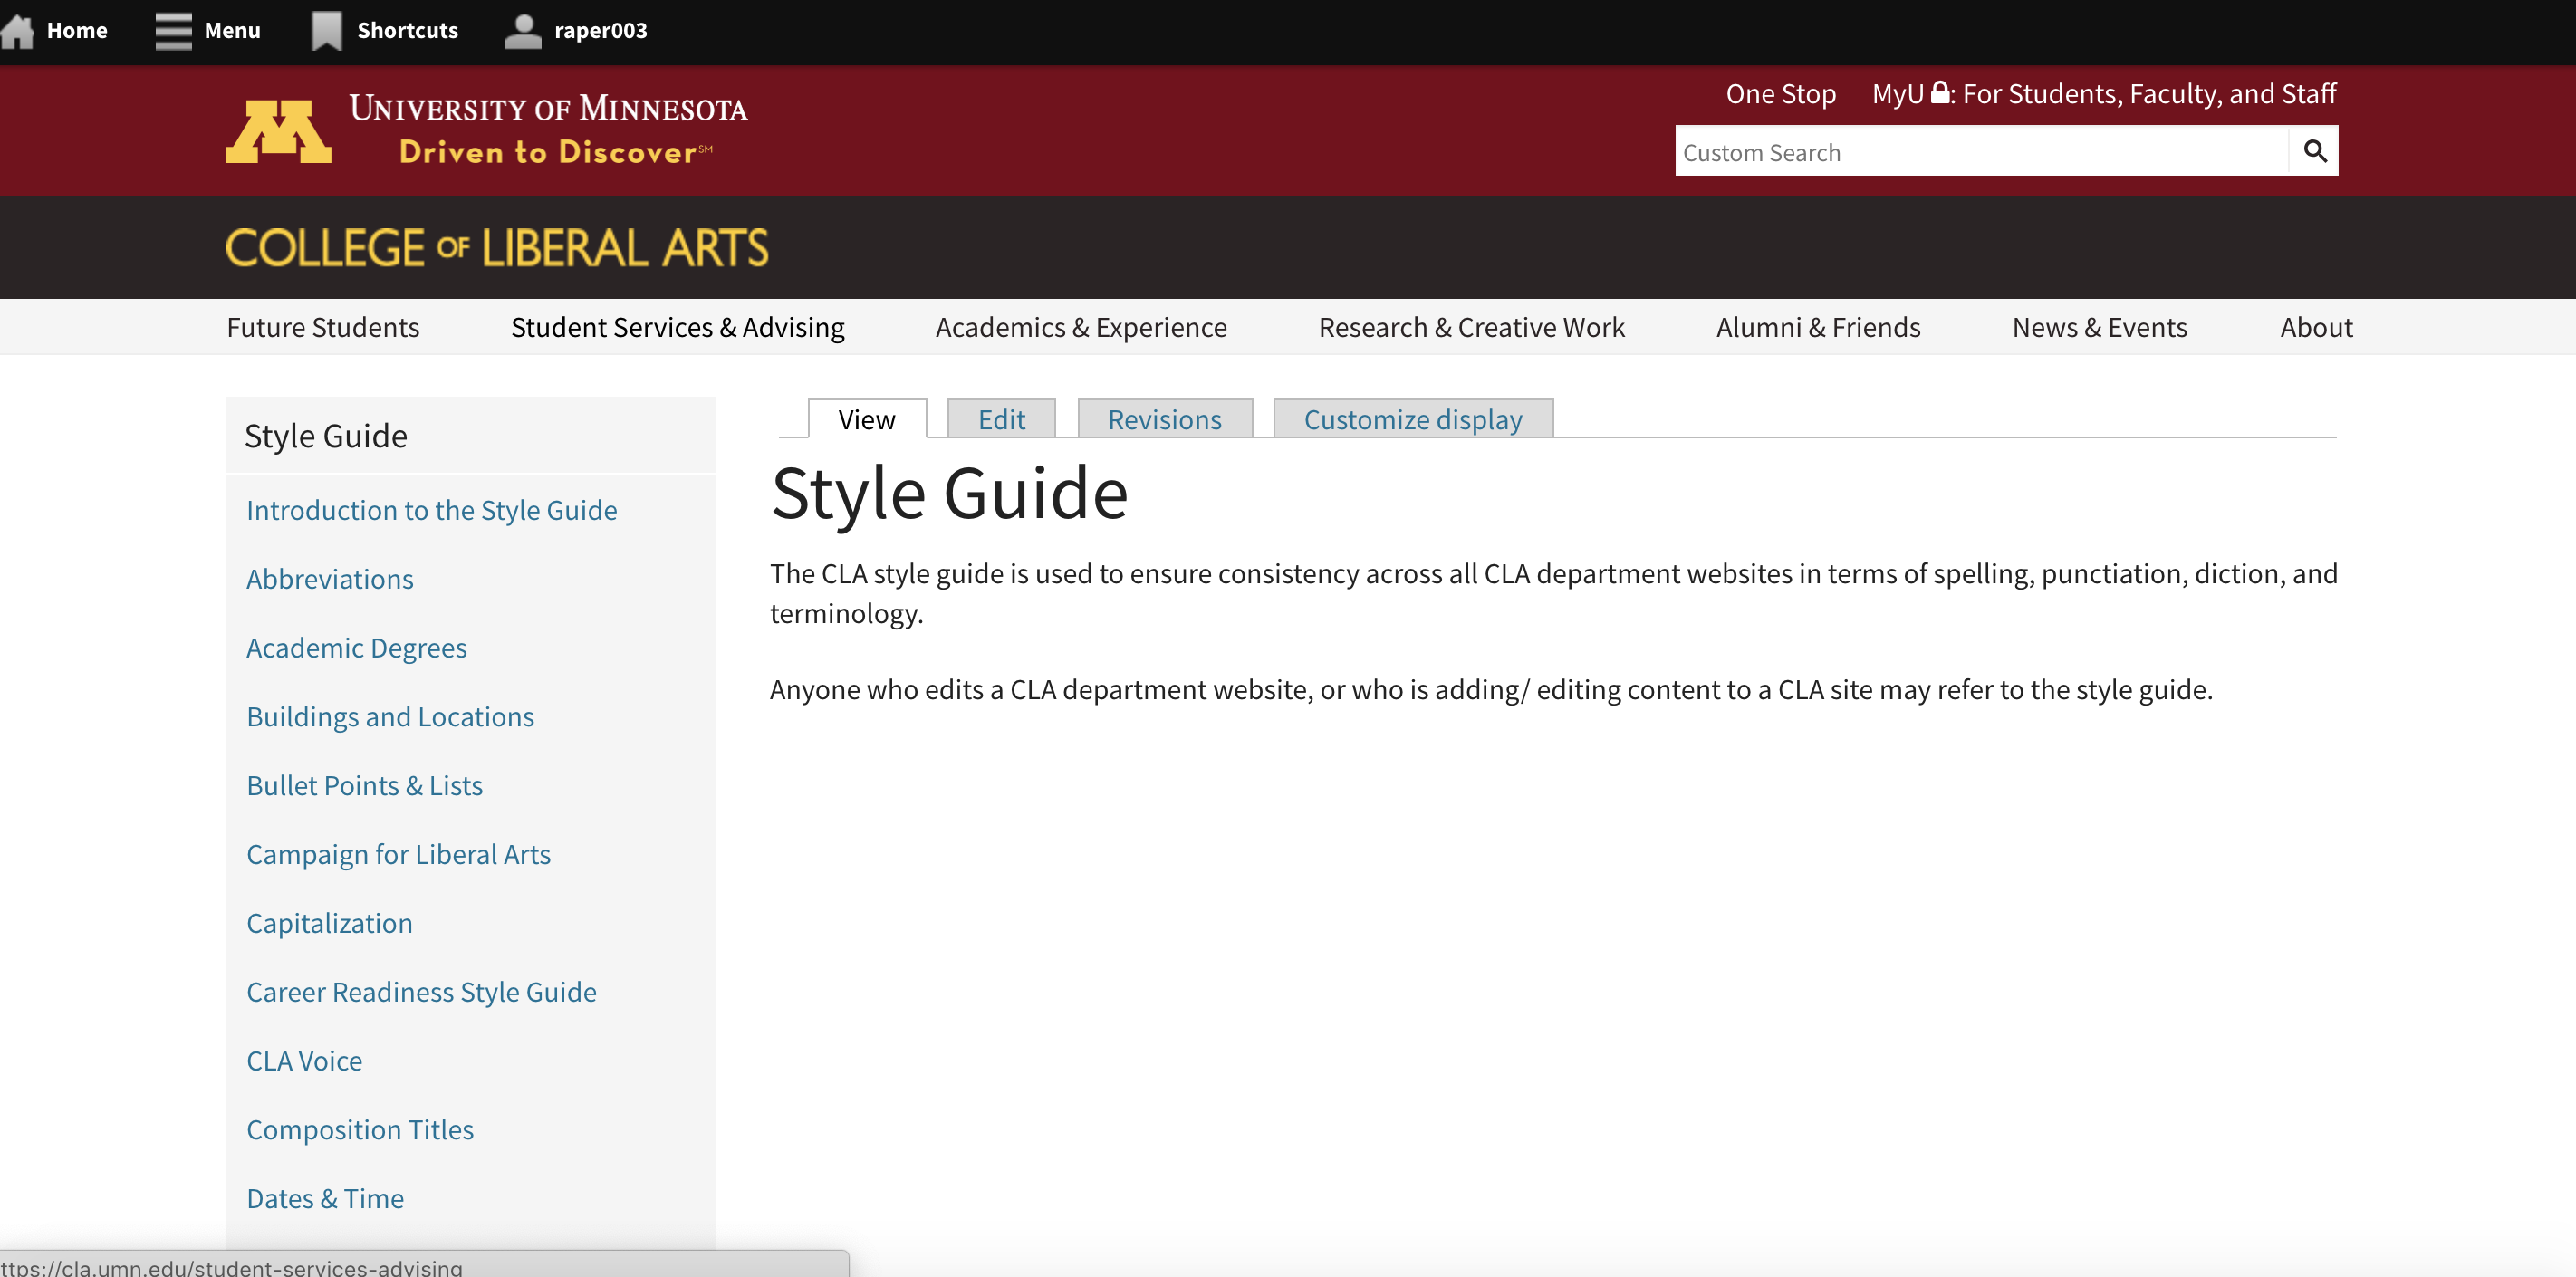 Home Menu Shortcuts raper003
UNIVERSITY OF MINNESOTA
Driven to Discover℠
One Stop MyU : For Students, Faculty, and Staff
Custom Search
COLLEGE OF LIBERAL ARTS
Future Students Student Services & Advising Academics & Experience Research & Creative Work Alumni & Friends News & Events About
Style Guide
Introduction to the Style Guide
Abbreviations
Academic Degrees
Buildings and Locations
Bullet Points & Lists
Campaign for Liberal Arts
Capitalization
Career Readiness Style Guide
CLA Voice
Composition Titles
Dates & Time
View Edit Revisions Customize display
Style Guide
The CLA style guide is used to ensure consistency across all CLA department websites in terms of spelling, punctiation, diction, and
terminology.
Anyone who edits a CLA department website, or who is adding/ editing content to a CLA site may refer to the style guide.
ttps://cla.umn.edu/student-services-advising